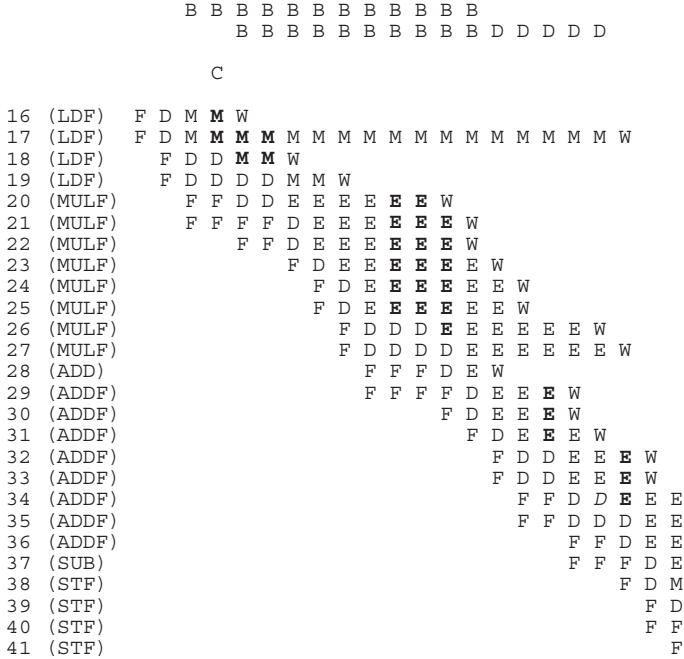 B B B B B B B B B B B B
B B B B B B B B B B D D D D D
C
16 (LDF) F D M M W
17 (LDF) F D M M M M M M M M M M M M M M M M M W
18 (LDF) F D D M M W
19 (LDF) F D D D D M M W
20 (MULF) F F D D E E E E E E W
21 (MULF) F F F F D E E E E E E W
22 (MULF) F F D E E E E E E W
23 (MULF) F D E E E E E E W
24 (MULF) F D E E E E E E W
25 (MULF) F D E E E E E E W
26 (MULF) F D D D E E E E E E W
27 (MULF) F D D D D E E E E E E W
28 (ADD) F F F D E W
29 (ADDF) F F F F D E E E W
30 (ADDF) F D E E E W
31 (ADDF) F D E E E W
32 (ADDF) F D D E E E W
33 (ADDF) F D D E E E W
34 (ADDF) F F D D E E E
35 (ADDF) F F D D D E E
36 (ADDF) F F D E E
37 (SUB) F F F D E
38 (STF) F D M
39 (STF) F D
40 (STF) F F
41 (STF) F